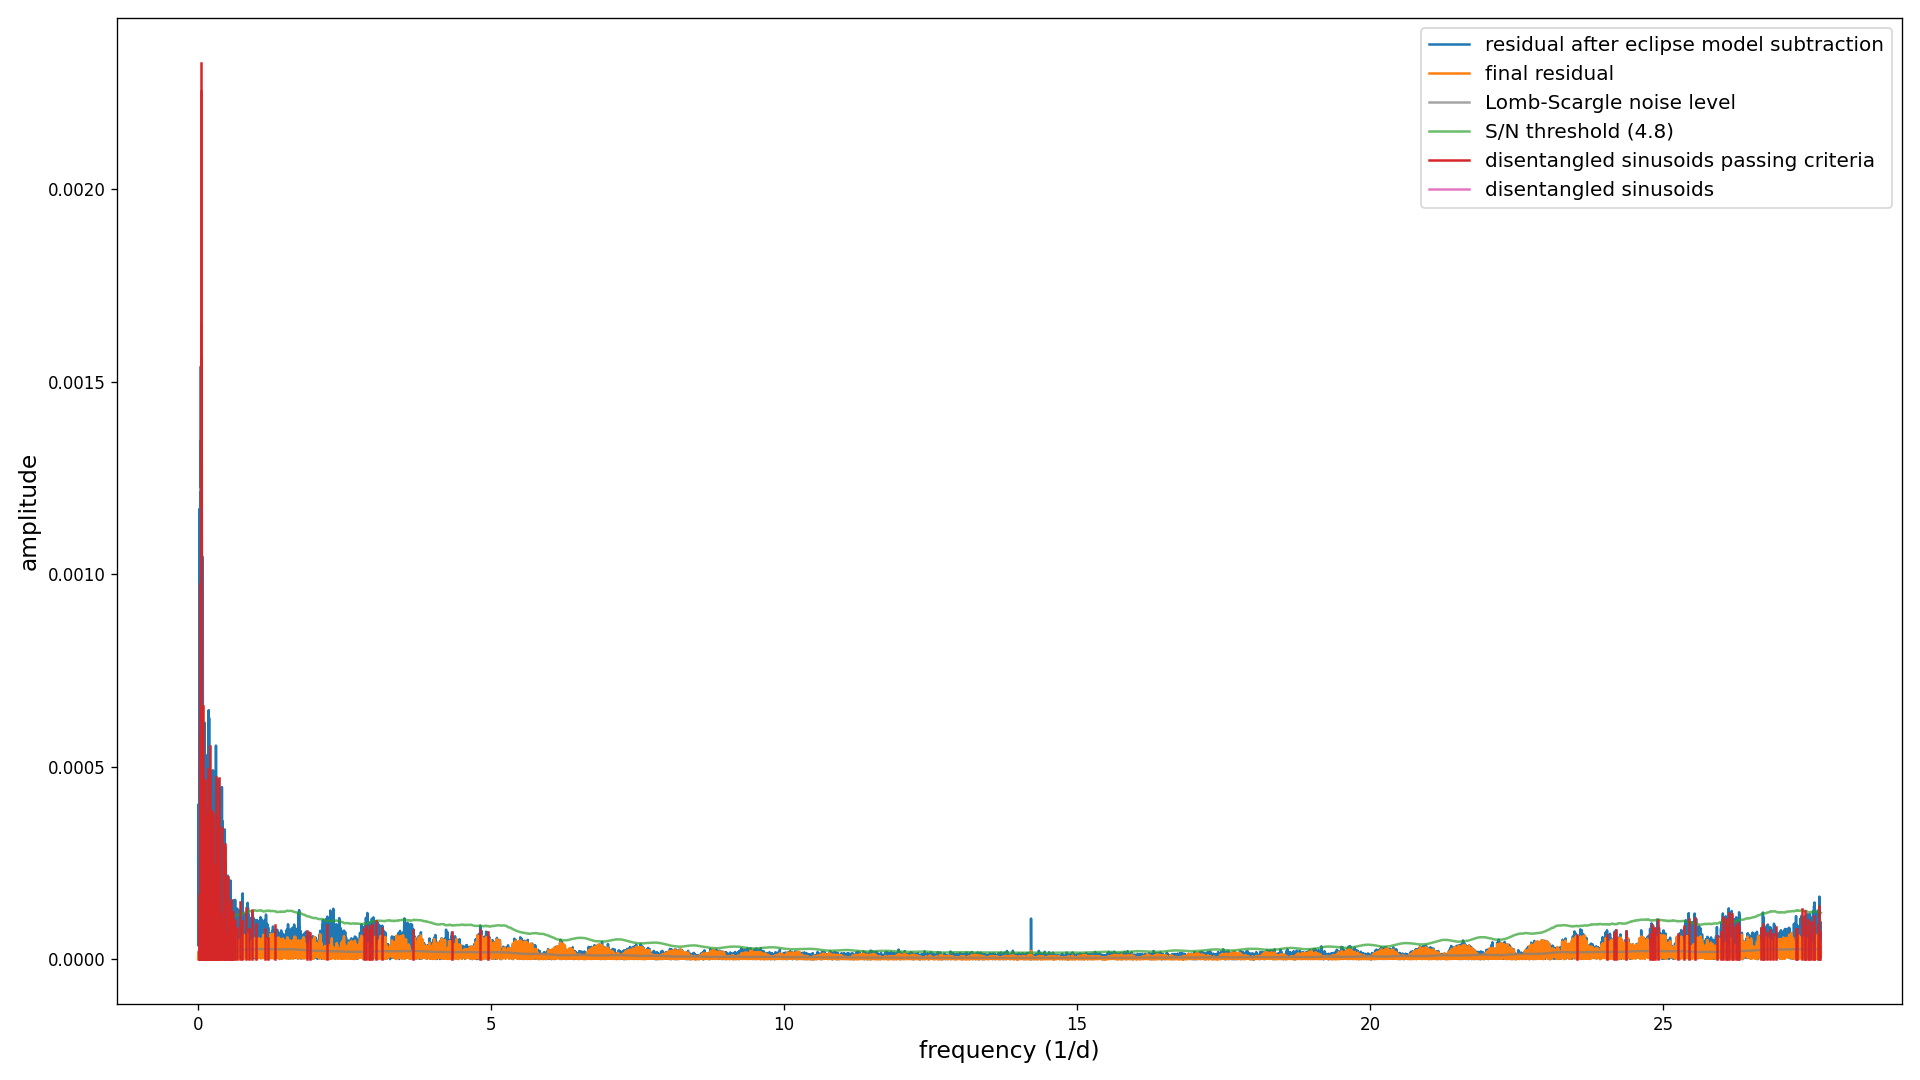 residual after eclipse model subtraction
final residual
Lomb-Scargle noise level
S/N threshold (4.8)
disentangled sinusoids passing criteria
disentangled sinusoids
0.0020
0.0015
0.0010
0.0005
0.0000
amplitude
0 5 10 15 20 25
frequency (1/d)